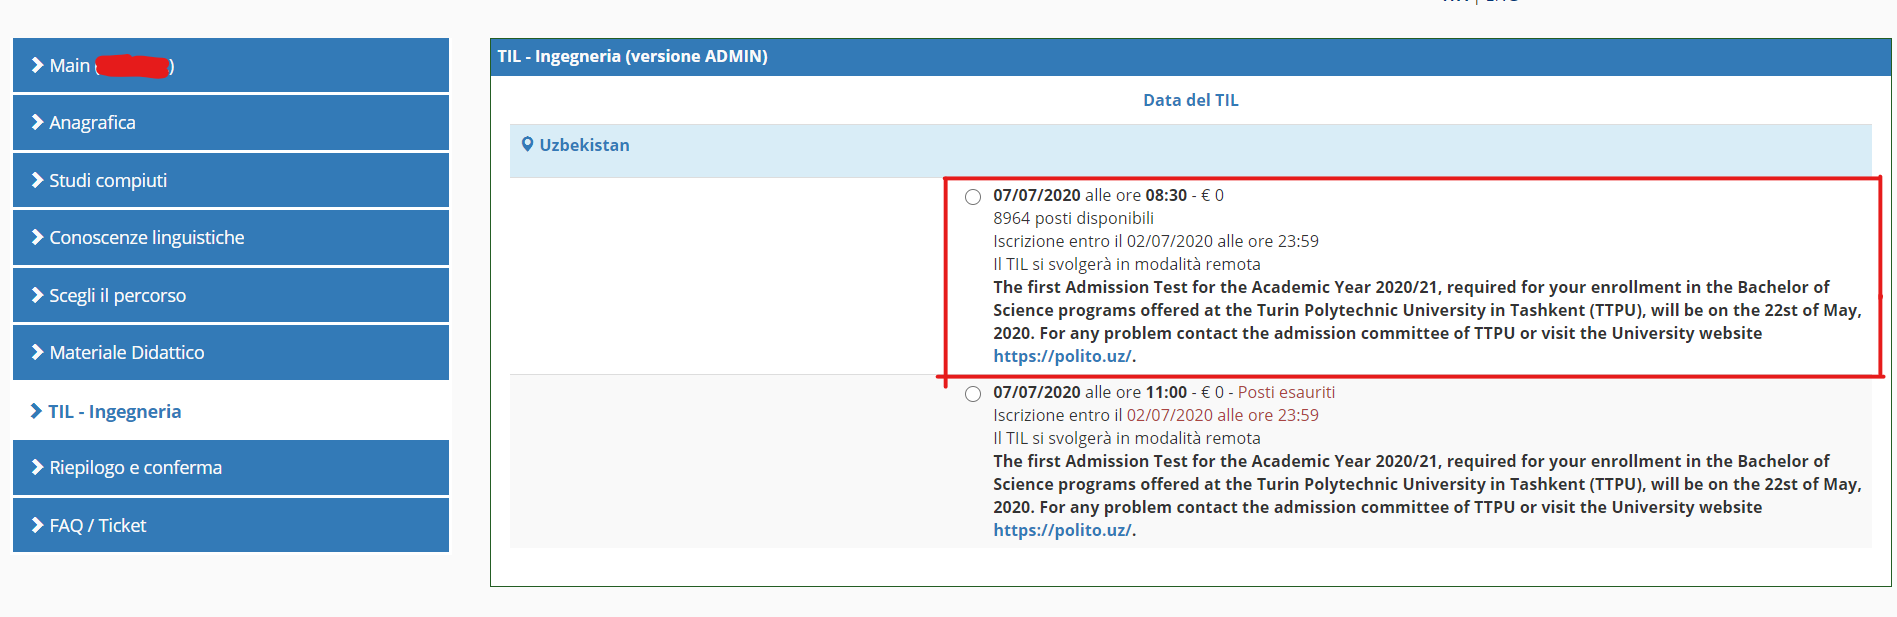 Main ( )
Anagrafica
Studi compiuti
Conoscenze linguistiche
Scegli il percorso
Materiale Didattico
TIL - Ingegneria
Riepilogo e conferma
FAQ / Ticket
TIL - Ingegneria (versione ADMIN)
Data del TIL
Uzbekistan
07/07/2020 alle ore 08:30 - € 0
8964 posti disponibili
Iscrizione entro il 02/07/2020 alle ore 23:59
Il TIL si svolgerà in modalità remota
The first Admission Test for the Academic Year 2020/21, required for your enrollment in the Bachelor of
Science programs offered at the Turin Polytechnic University in Tashkent (TTPU), will be on the 22st of May,
2020. For any problem contact the admission committee of TTPU or visit the University website
https://polito.uz/.
07/07/2020 alle ore 11:00 - € 0 - Posti esauriti
Iscrizione entro il 02/07/2020 alle ore 23:59
Il TIL si svolgerà in modalità remota
The first Admission Test for the Academic Year 2020/21, required for your enrollment in the Bachelor of
Science programs offered at the Turin Polytechnic University in Tashkent (TTPU), will be on the 22st of May,
2020. For any problem contact the admission committee of TTPU or visit the University website
https://polito.uz/.